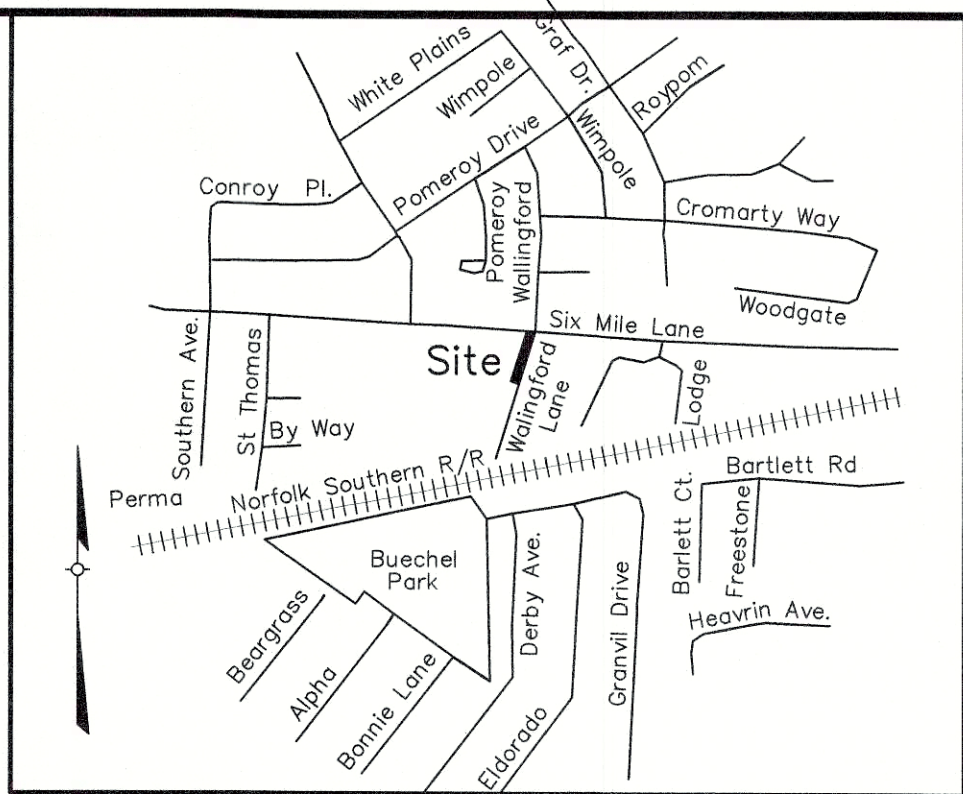 White Plains
Graf Dr.
Wimpole
Roypom
Pomeroy Drive
Wimpole
Conroy Pl.
Cromarty Way
Pomeroy
Wallingford
Woodgate
Six Mile Lane
Southern Ave.
St Thomas
Site
Walingford
Lane
Lodge
By Way
Perma
Norfolk Southern R/R
Bartlett Rd
Buechel
Park
Barlett Ct.
Freestone
Derby Ave.
Granvil Drive
Heavrin Ave.
Beargrass
Alpha
Bonnie Lane
Eldorado